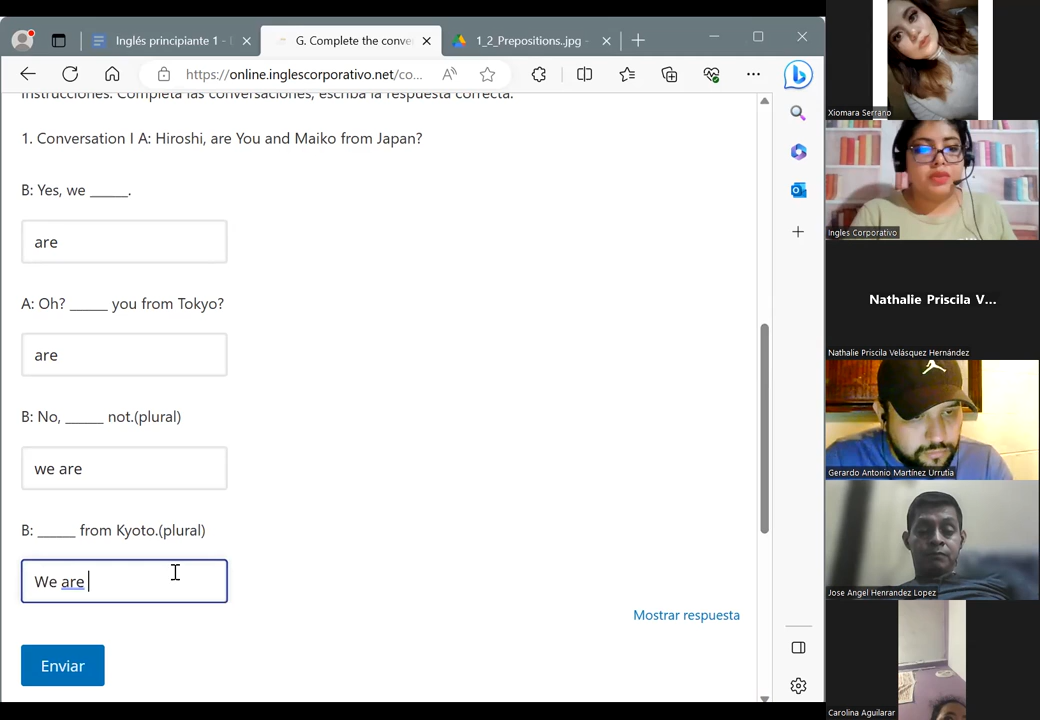 Inglés principiante 1 -
G. Complete the conve
1_2_Prepositions..jpg -
https://online.inglescorporativo.net/co...
Instrucciones: Completa las conversaciones, escriba la respuesta correcta.
1. Conversation I A: Hiroshi, are You and Maiko from Japan?
B: Yes, we _____.
are
A: Oh? _____ you from Tokyo?
are
B: No, _____ not.(plural)
we are
B: _____ from Kyoto.(plural)
We are
Mostrar respuesta
Enviar
Xiomara Serrano
Ingles Corporativo
Nathalie Priscila V...
Nathalie Priscila Velásquez Hernández
Gerardo Antonio Martínez Urrutia
Jose Angel Henrandez Lopez
Carolina Aguilarar